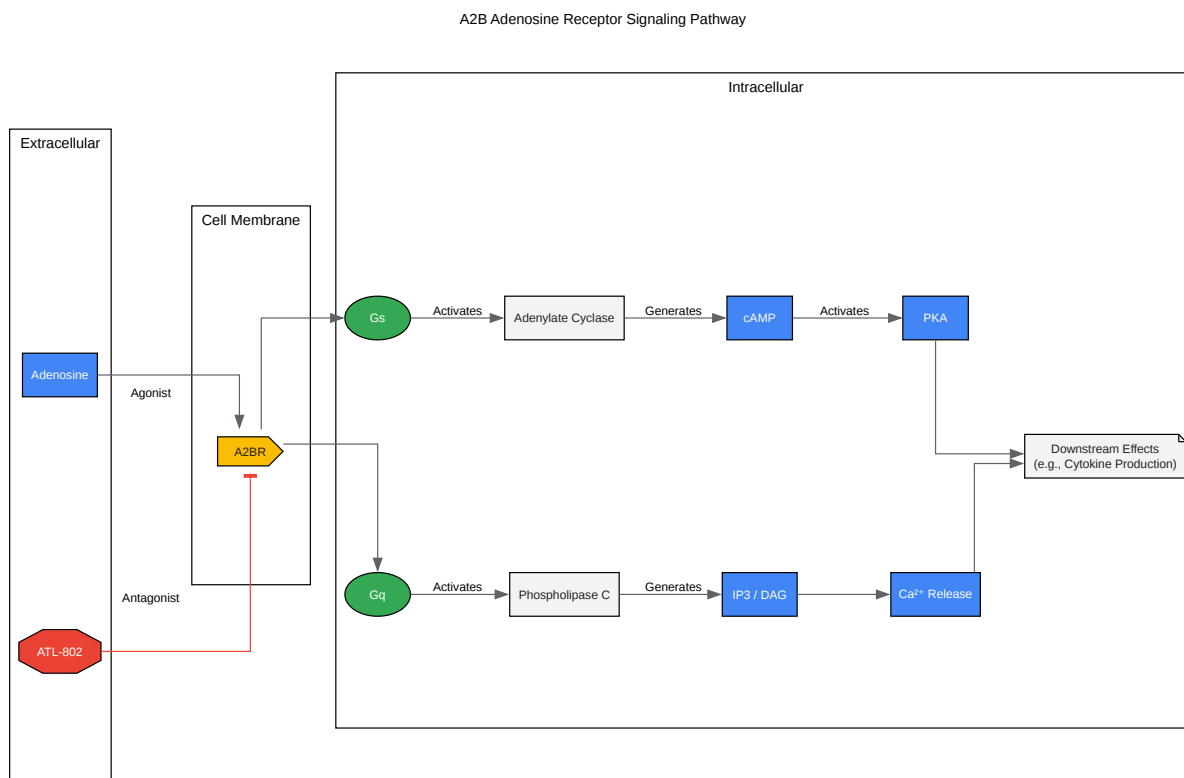 A2B Adenosine Receptor Signaling Pathway
Intracellular
Extracellular
Cell Membrane
Gs
Activates
Adenylate Cyclase
Generates
cAMP
Activates
PKA
Adenosine
Agonist
A2BR
Downstream Effects
(e.g., Cytokine Production)
Gq
Activates
Phospholipase C
Generates
IP3 / DAG
Ca²⁺ Release
Antagonist
ATL-802